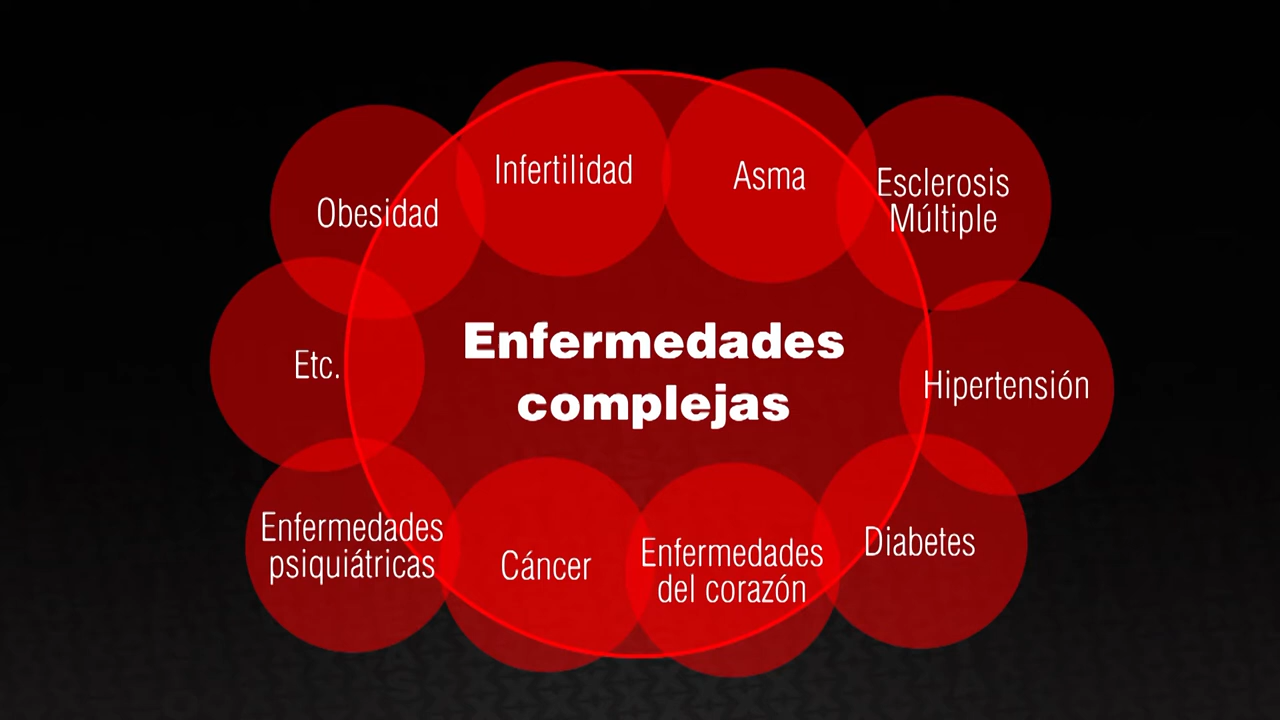 Infertilidad
Asma
Esclerosis
Múltiple
Obesidad
Enfermedades
complejas
Etc.
Hipertensión
Enfermedades
psiquiátricas
Cáncer
Enfermedades
del corazón
Diabetes